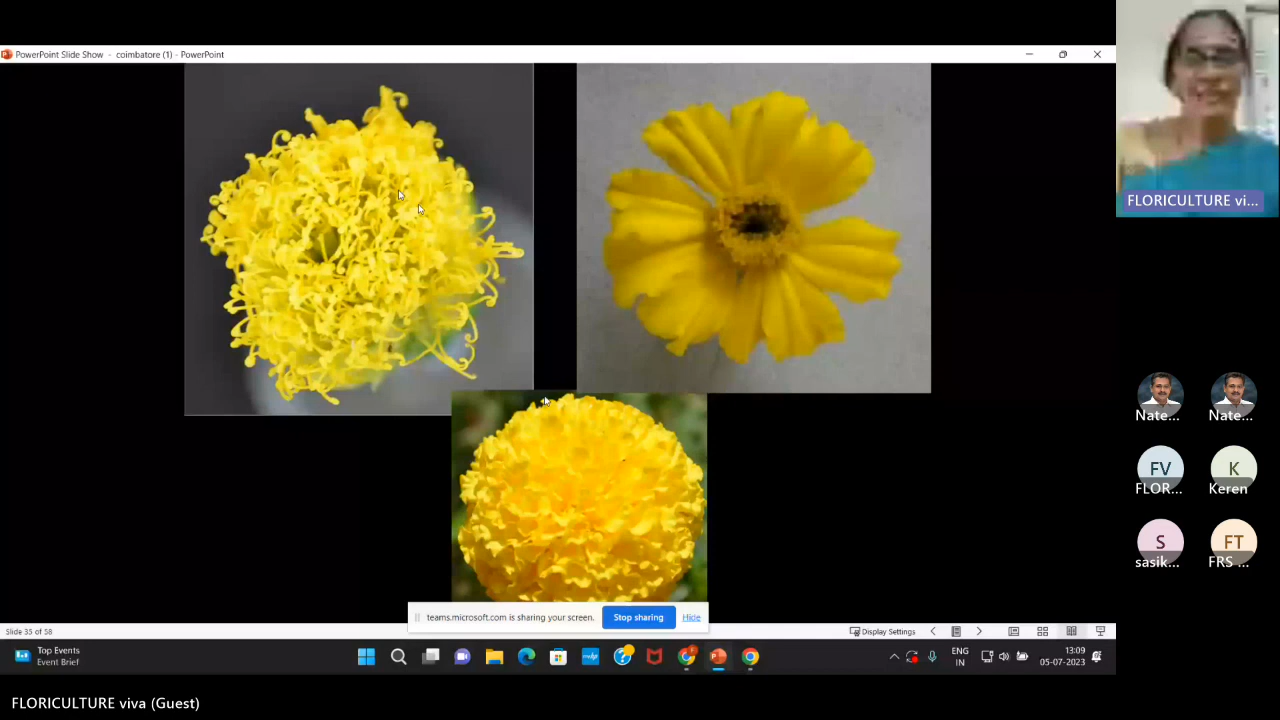 PowerPoint Slide Show - coimbatore (1) - PowerPoint
FLORICULTURE vi...
Nate...
Nate...
FV
FLOR...
K
Keren
S
sasik...
FT
FRS ...
teams.microsoft.com is sharing your screen.
Stop sharing
Hide
Slide 35 of 58
Display Settings
Top Events
Event Brief
ENG
IN
13:09
05-07-2023
FLORICULTURE viva (Guest)